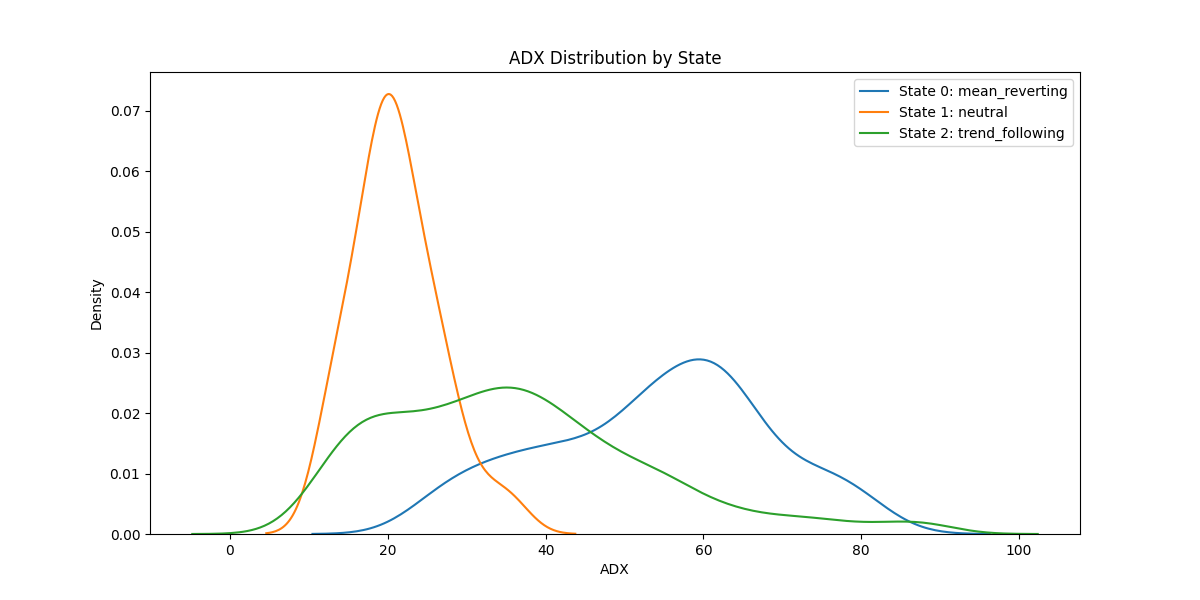 ADX Distribution by State
State 0: mean_reverting
State 1: neutral
State 2: trend_following
Density
0.07
0.06
0.05
0.04
0.03
0.02
0.01
0.00
0 20 40 60 80 100
ADX